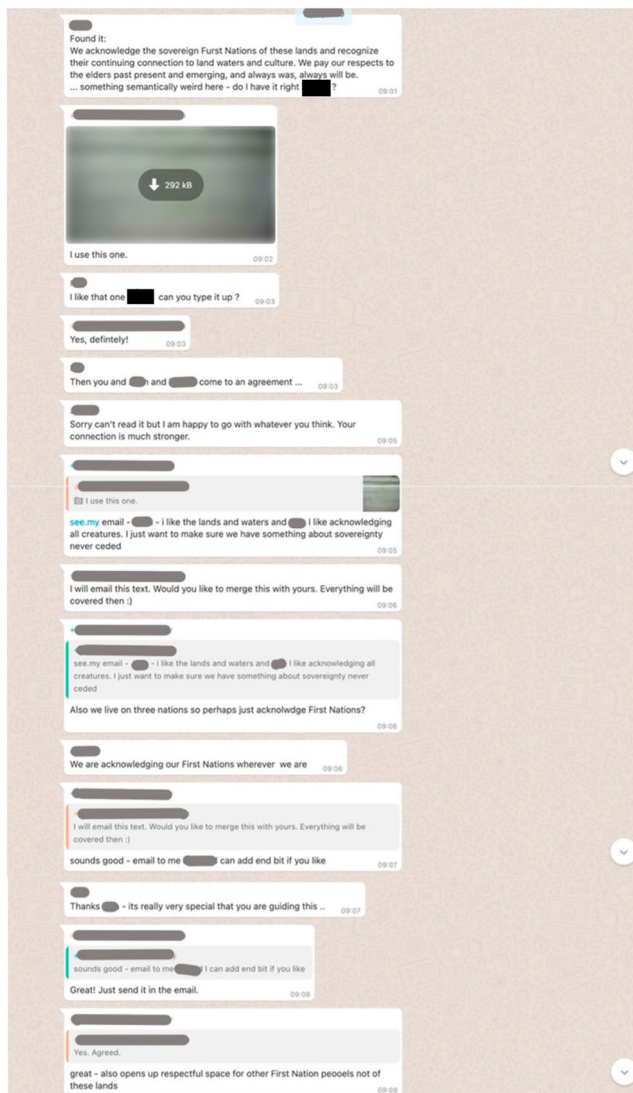 Found it:
We acknowledge the sovereign Furst Nations of these lands and recognize
their continuing connection to land waters and culture. We pay our respects to
the elders past present and emerging, and always was, always will be.
... something semantically weird here - do I have it right ?
09:01
292 kB
I use this one.
09:02
I like that one can you type it up ?
09:03
Yes, defintely!
09:03
Then you and and come to an agreement ...
09:03
Sorry can't read it but I am happy to go with whatever you think. Your
connection is much stronger.
09:05
I use this one.
see.my email - - i like the lands and waters and I like acknowledging
all creatures. I just want to make sure we have something about sovereignty
never ceded
09:05
I will email this text. Would you like to merge this with yours. Everything will be
covered then :)
09:06
see.my email - - i like the lands and waters and I like acknowledging all
creatures. I just want to make sure we have something about sovereignty never
ceded
Also we live on three nations so perhaps just acknolwdge First Nations?
09:06
We are acknowledging our First Nations wherever we are
09:06
I will email this text. Would you like to merge this with yours. Everything will be
covered then :)
sounds good - email to me can add end bit if you like
09:07
Thanks - its really very special that you are guiding this ..
09:07
sounds good - email to me I can add end bit if you like
Great! Just send it in the email.
09:08
Yes. Agreed.
great - also opens up respectful space for other First Nation peooels not of
these lands
09:08